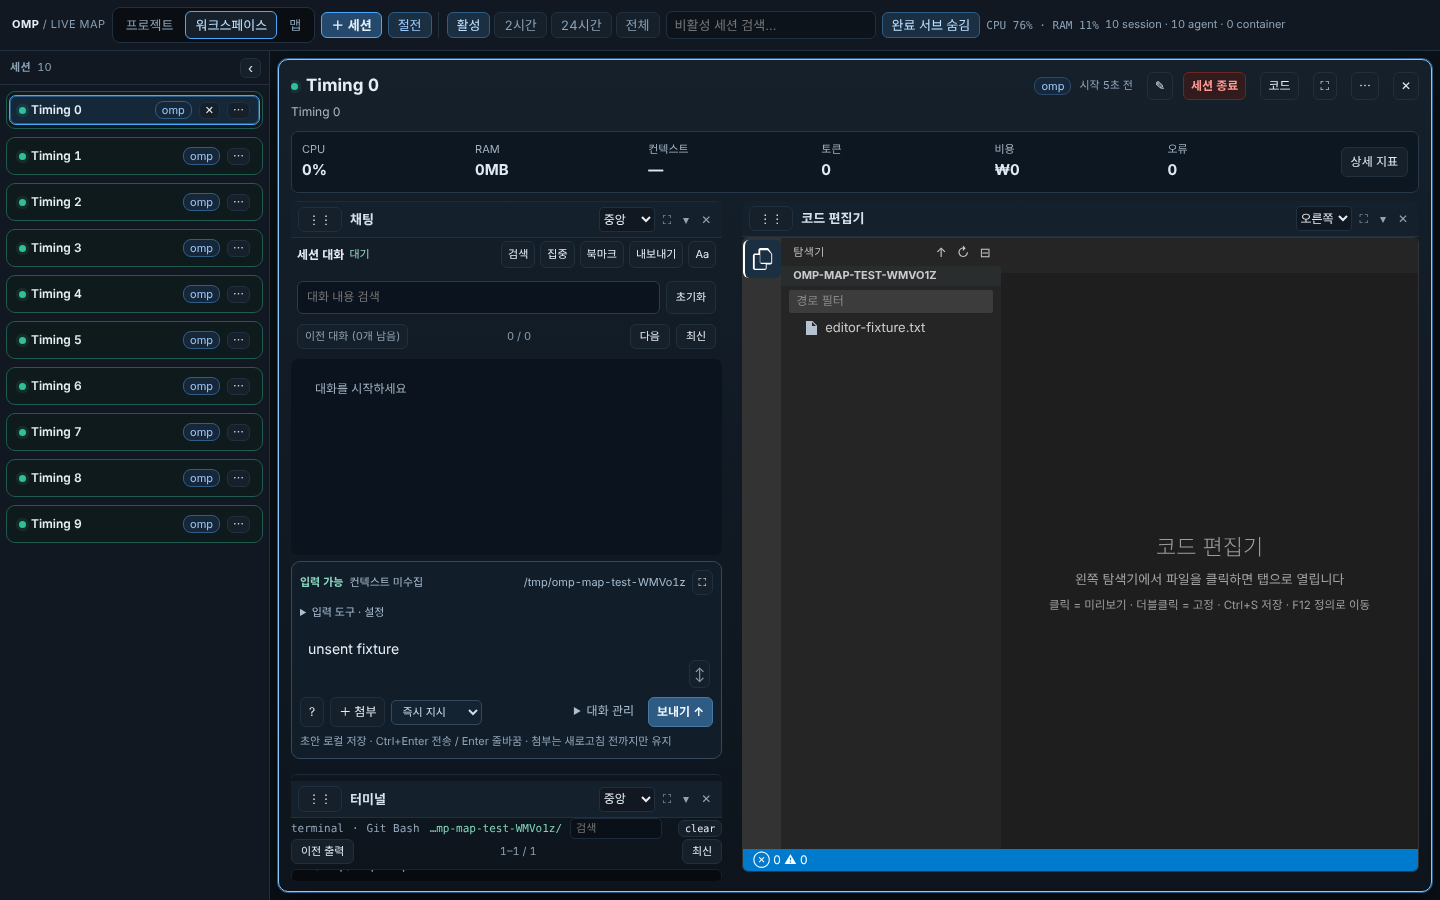 OMP / LIVE MAP 프로젝트 워크스페이스 맵 + 세션 절전 활성 2시간 24시간 전체 비활성 세션 검색... 완료 서브 숨김 CPU 76% · RAM 11% 10 session · 10 agent · 0 container
세션 10
Timing 0 omp
Timing 1 omp
Timing 2 omp
Timing 3 omp
Timing 4 omp
Timing 5 omp
Timing 6 omp
Timing 7 omp
Timing 8 omp
Timing 9 omp
Timing 0 omp 시작 5초 전 세션 종료 코드
Timing 0
CPU RAM 컨텍스트 토큰 비용 오류
0% 0MB — 0 ₩0 0
상세 지표
채팅 중앙
세션 대화 대기 검색 집중 북마크 내보내기 Aa
대화 내용 검색 초기화
이전 대화 (0개 남음) 0 / 0 다음 최신
대화를 시작하세요
입력 가능 컨텍스트 미수집 /tmp/omp-map-test-WMVo1z
입력 도구 · 설정
unsent fixture
? + 첨부 즉시 지시 대화 관리 보내기 ↑
초안 로컬 저장 · Ctrl+Enter 전송 / Enter 줄바꿈 · 첨부는 새로고침 전까지만 유지
터미널 중앙
terminal · Git Bash …mp-map-test-WMVo1z/ 검색 clear
이전 출력 1-1 / 1 최신
코드 편집기 오른쪽
탐색기
OMP-MAP-TEST-WMVO1Z
경로 필터
editor-fixture.txt
코드 편집기
왼쪽 탐색기에서 파일을 클릭하면 탭으로 열립니다
클릭 = 미리보기 · 더블클릭 = 고정 · Ctrl+S 저장 · F12 정의로 이동
0 0